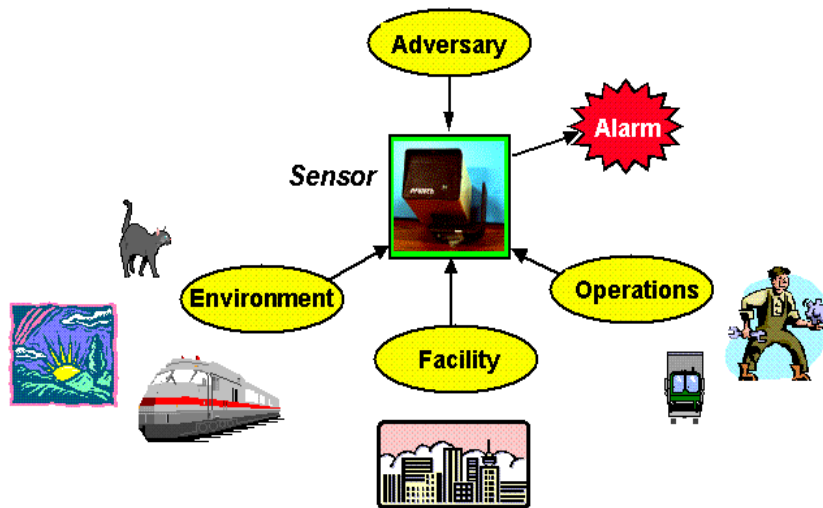 Adversary
Alarm
Sensor
Environment
Operations
Facility